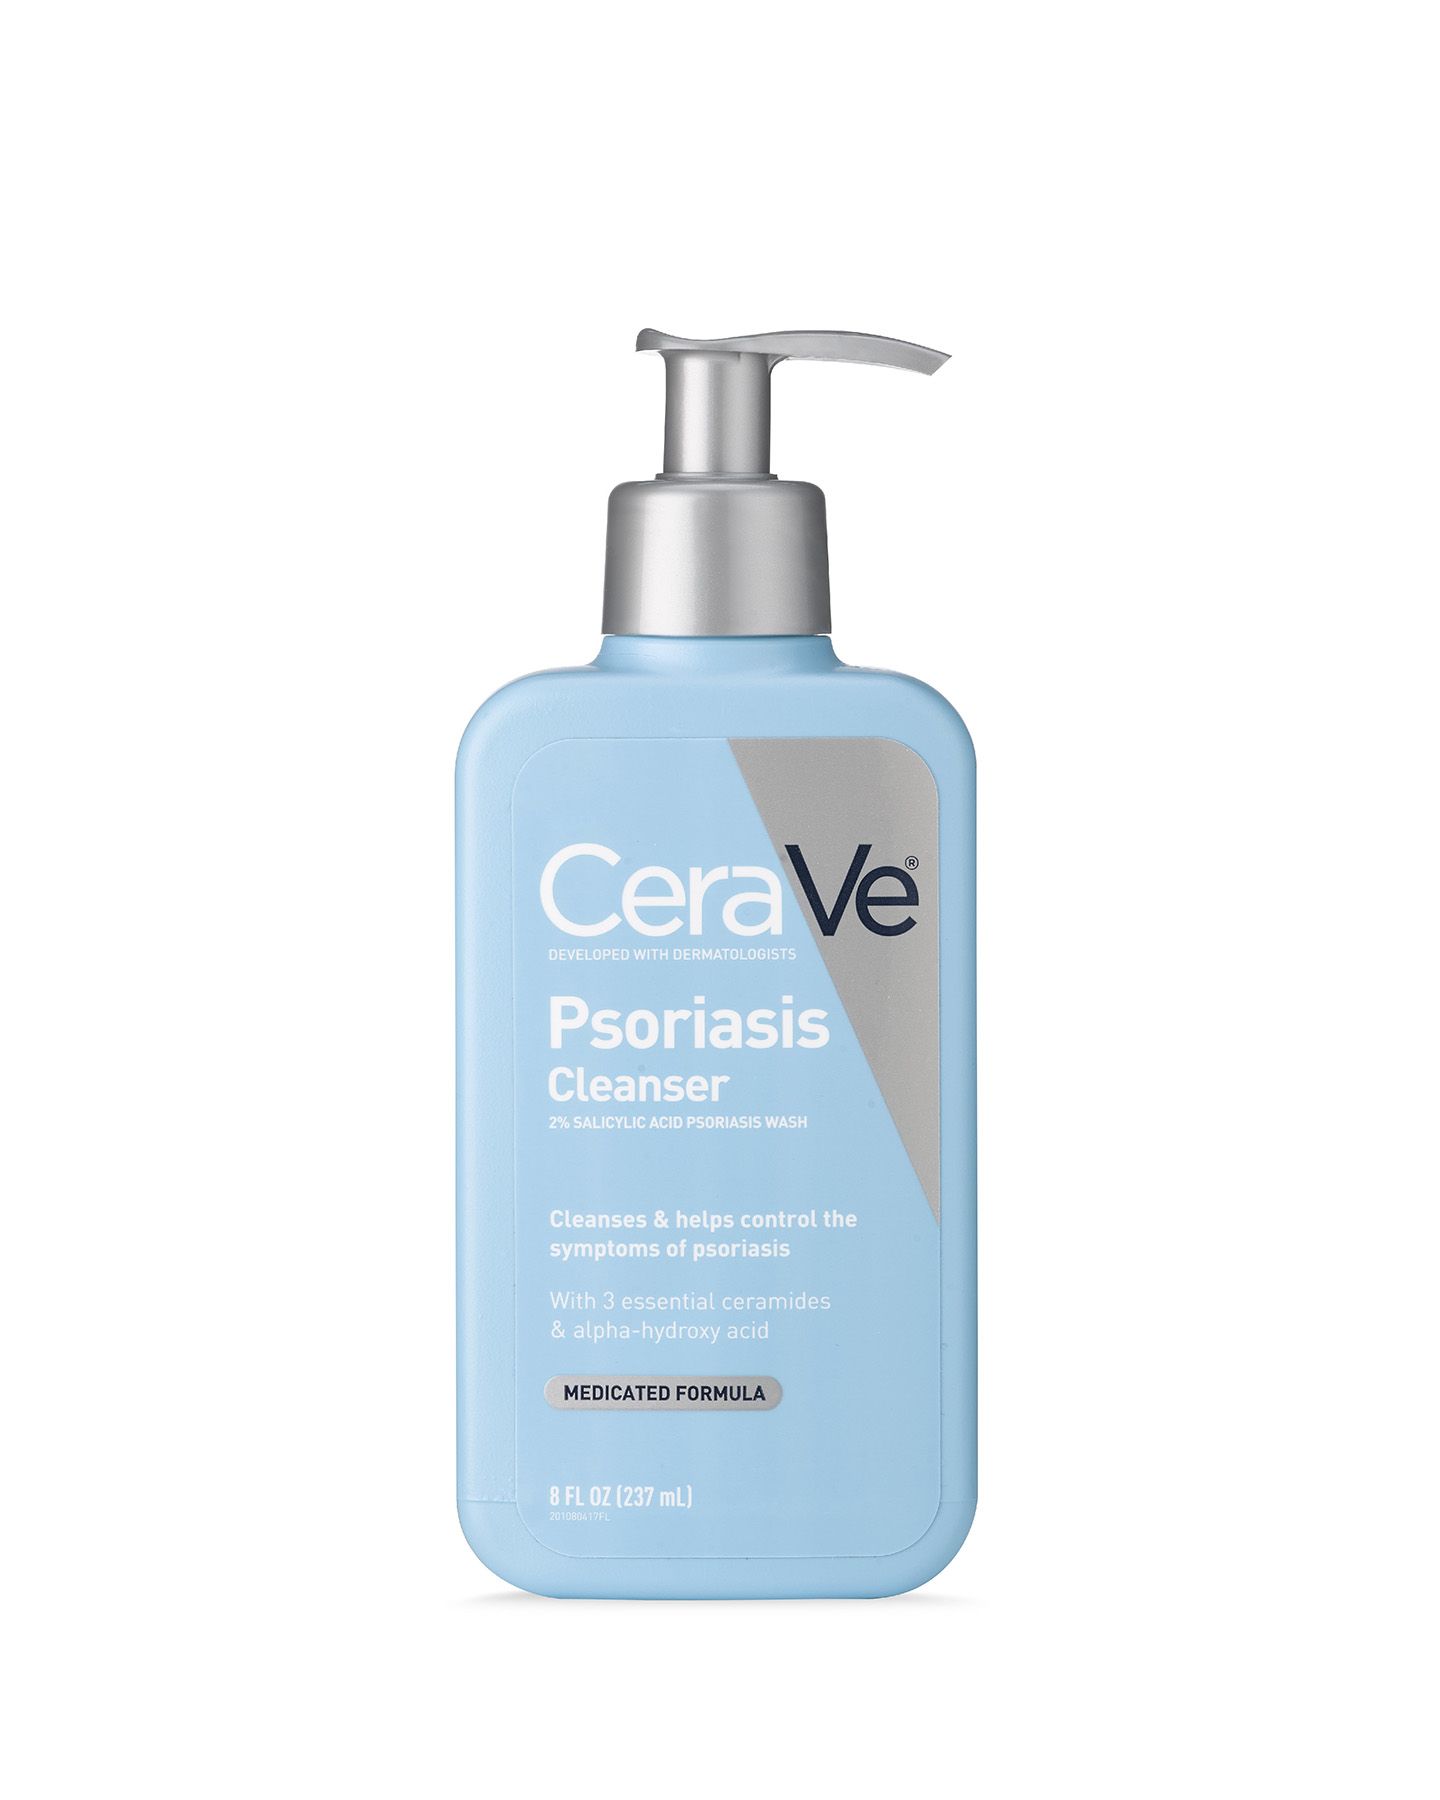 CeraVe®
DEVELOPED WITH DERMATOLOGISTS
Psoriasis
Cleanser
2% SALICYLIC ACID PSORIASIS WASH
Cleanses & helps control the
symptoms of psoriasis
With 3 essential ceramides
& alpha-hydroxy acid
MEDICATED FORMULA
8 FL OZ (237 mL)
201080417FL